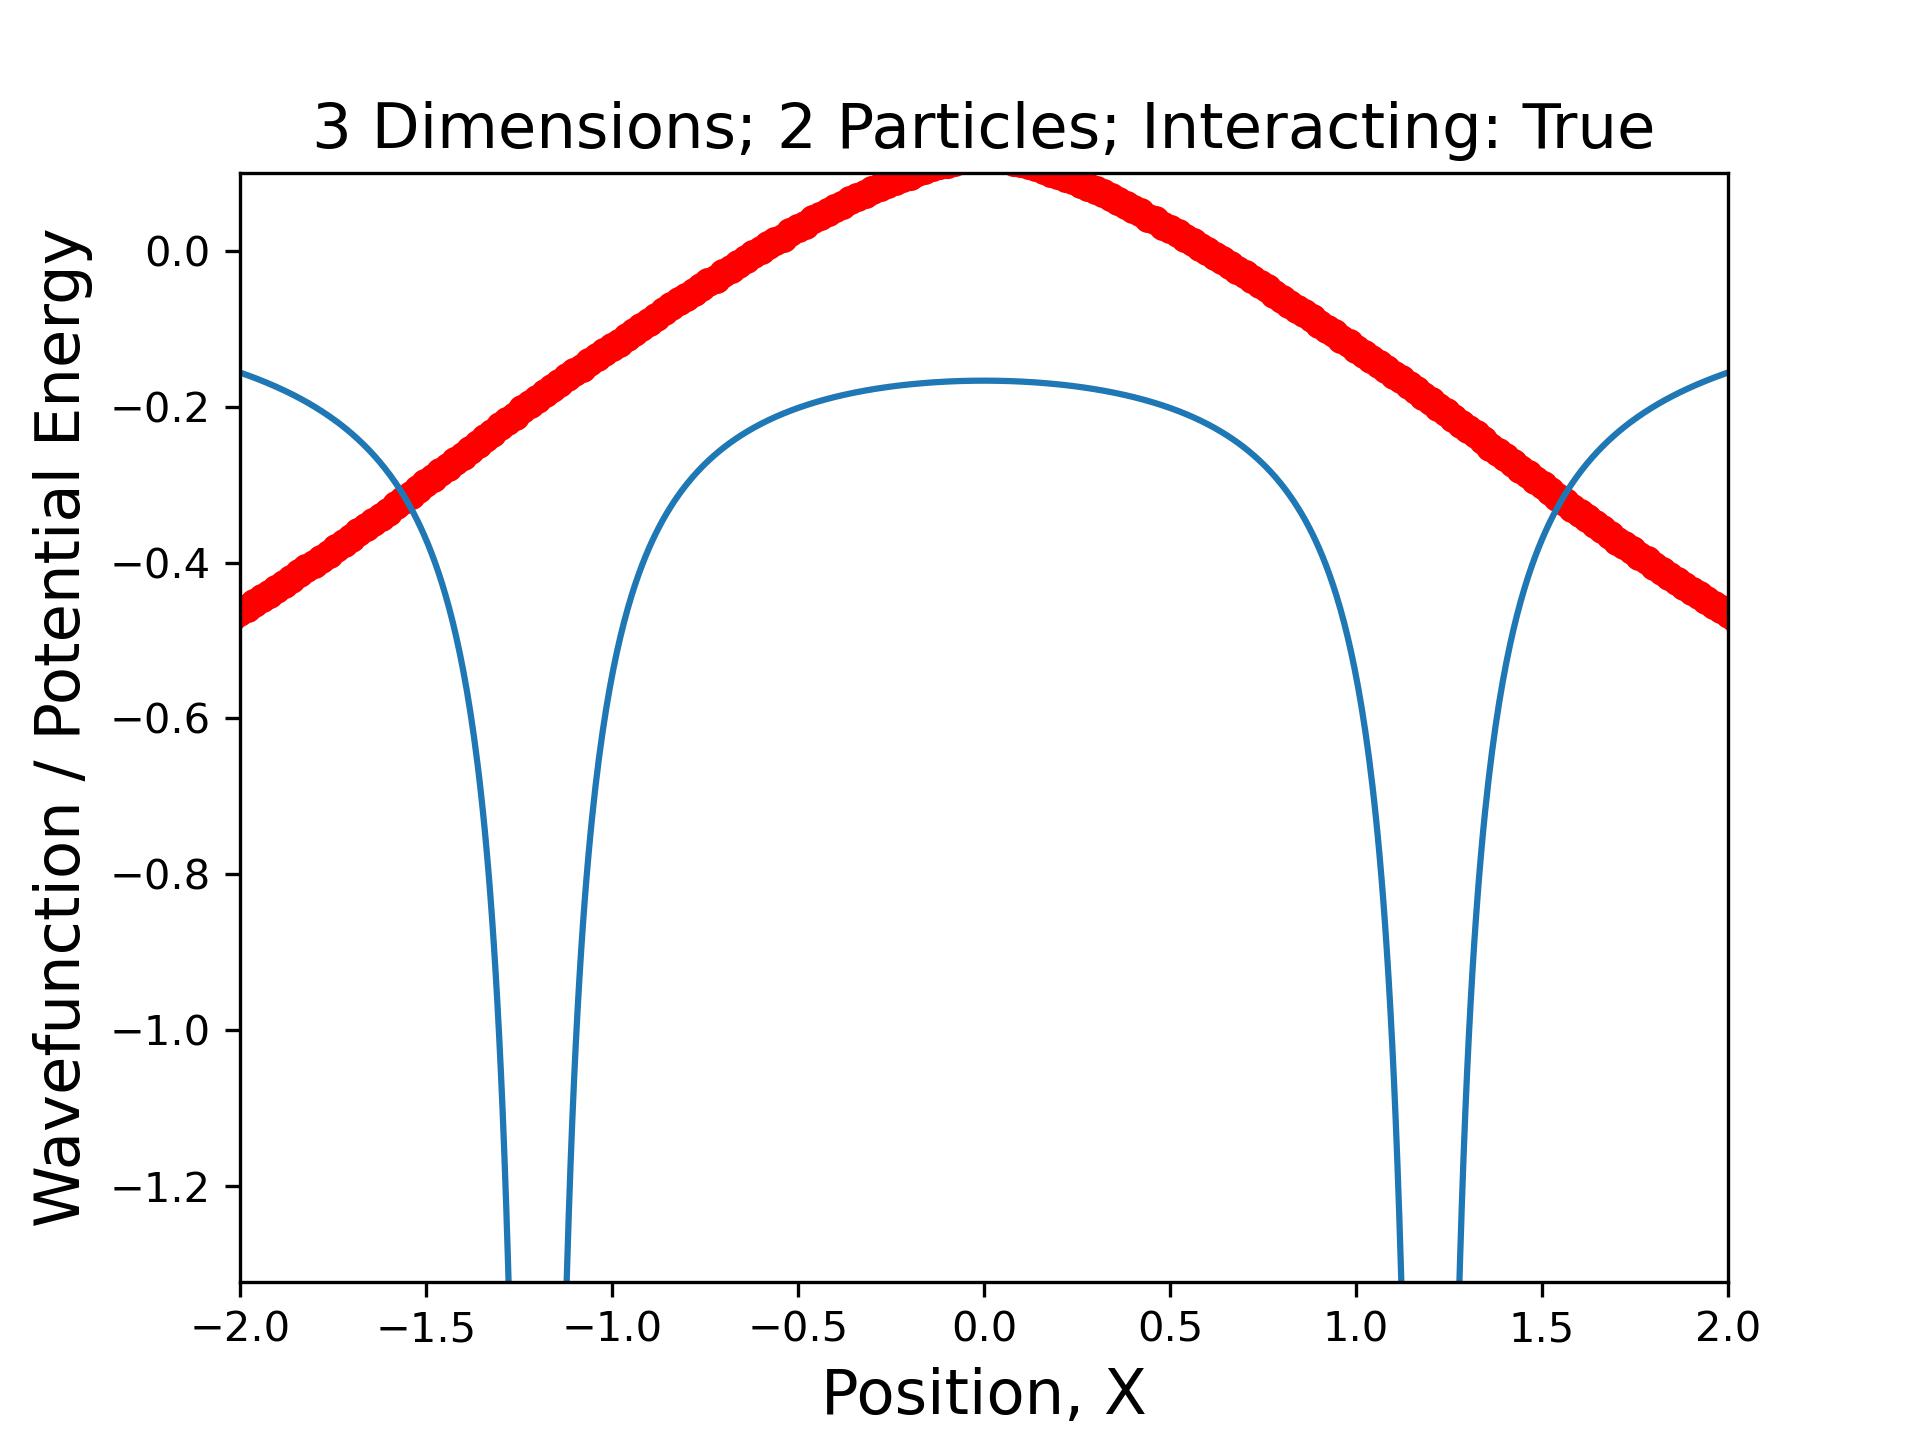 3 Dimensions; 2 Particles; Interacting: True
Wavefunction / Potential Energy
0.0
−0.2
−0.4
−0.6
−0.8
−1.0
−1.2
−2.0 −1.5 −1.0 −0.5 0.0 0.5 1.0 1.5 2.0
Position, X